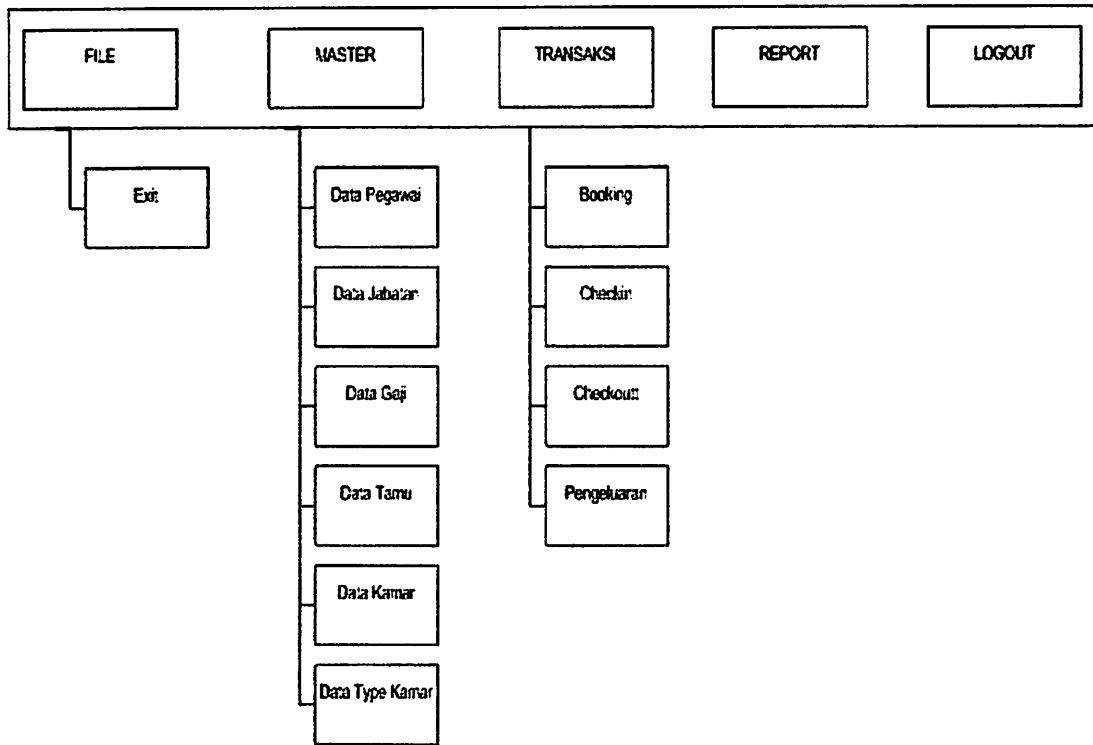 FILE
MASTER
TRANSAKSI
REPORT
LOGOUT
Exit
Data Pegawai
Data Jabatan
Data Gaji
Data Tamu
Data Kamar
Data Type Kamar
Booking
Checkin
Checkoutt
Pengeluaran